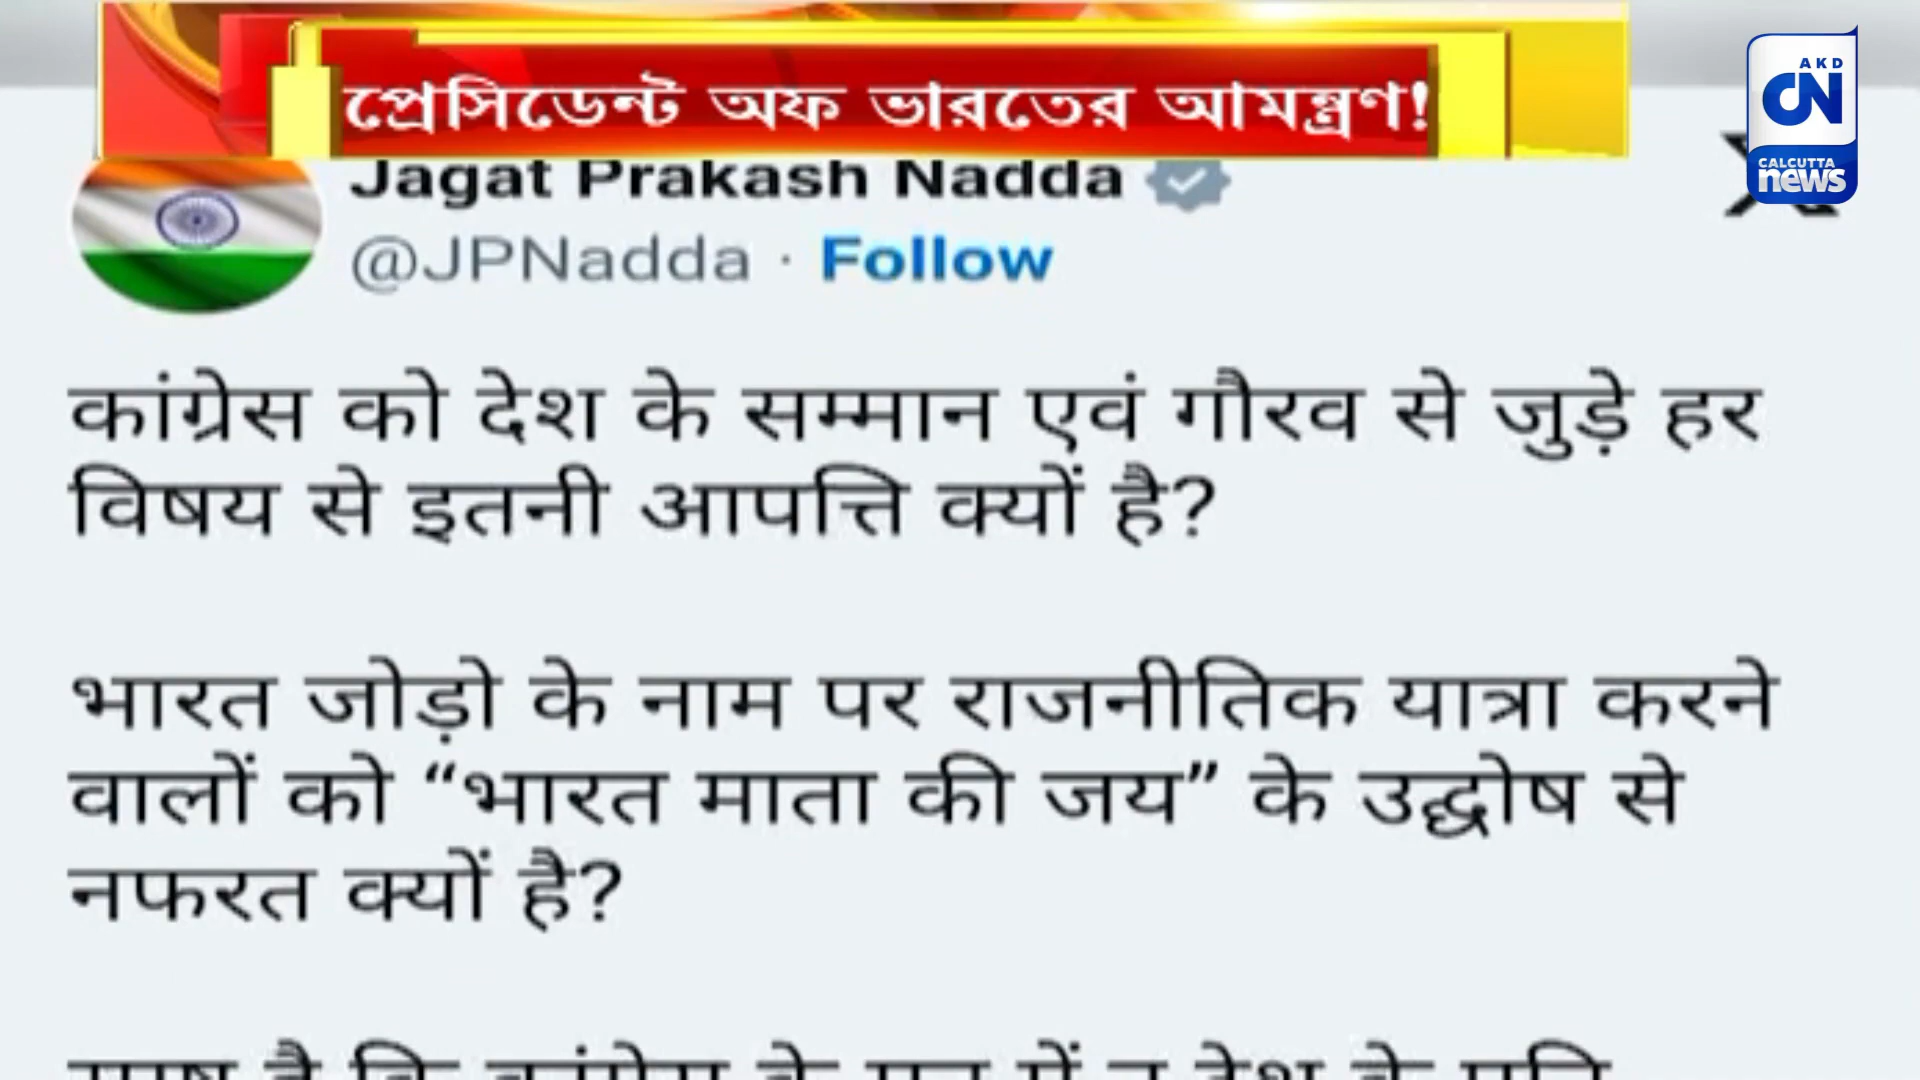 প্রেসিডেন্ট অফ ভারতের আমন্ত্রণ!
AKD
CN
CALCUTTA
news
Jagat Prakash Nadda
@JPNadda · Follow
कांग्रेस को देश के सम्मान एवं गौरव से जुड़े हर
विषय से इतनी आपत्ति क्यों है?
भारत जोड़ो के नाम पर राजनीतिक यात्रा करने
वालों को “भारत माता की जय” के उद्घोष से
नफरत क्यों है?